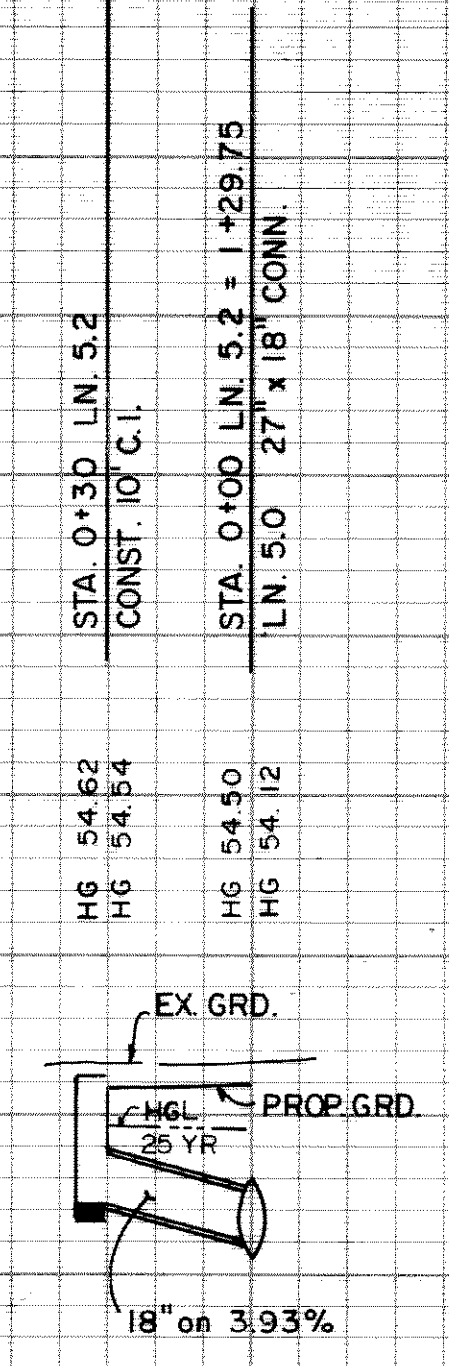 STA. 0+30 LN. 5.2
CONST. 10' C.I.
STA. 0+00 LN. 5.2 = 1+29.75
LN. 5.0 27" x 18" CONN.
HG 54.62
HG 54.54
HG 54.50
HG 54.12
EX. GRD.
HGL
25 YR
PROP. GRD.
18" on 3.93%